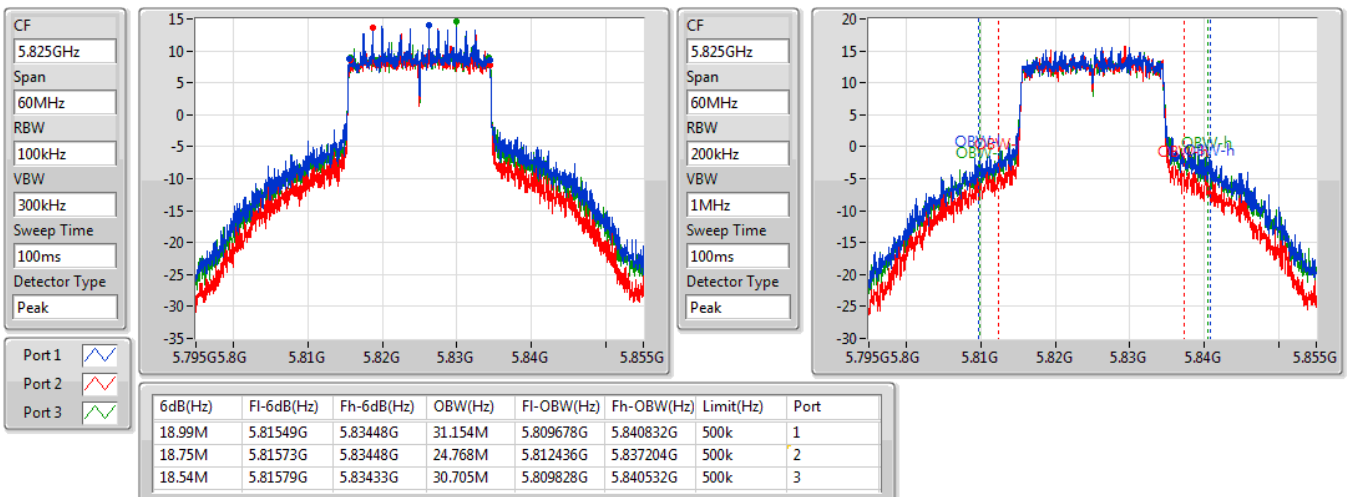 CF
5.825GHz
Span
60MHz
RBW
100kHz
VBW
300kHz
Sweep Time
100ms
Detector Type
Peak
Port 1
Port 2
Port 3
15
10
5
0
-5
-10
-15
-20
-25
-30
-35
5.795G 5.8G 5.81G 5.82G 5.83G 5.84G 5.855G
CF
5.825GHz
Span
60MHz
RBW
200kHz
VBW
1MHz
Sweep Time
100ms
Detector Type
Peak
20
15
10
5
0
-5
-10
-15
-20
-25
-30
OBW-h
OBW-h
5.795G 5.8G 5.81G 5.82G 5.83G 5.84G 5.855G
6dB(Hz) Fl-6dB(Hz) Fh-6dB(Hz) OBW(Hz) Fl-OBW(Hz) Fh-OBW(Hz) Limit(Hz) Port
18.99M 5.81549G 5.83448G 31.154M 5.809678G 5.840832G 500k 1
18.75M 5.81573G 5.83448G 24.768M 5.812436G 5.837204G 500k 2
18.54M 5.81579G 5.83433G 30.705M 5.809828G 5.840532G 500k 3